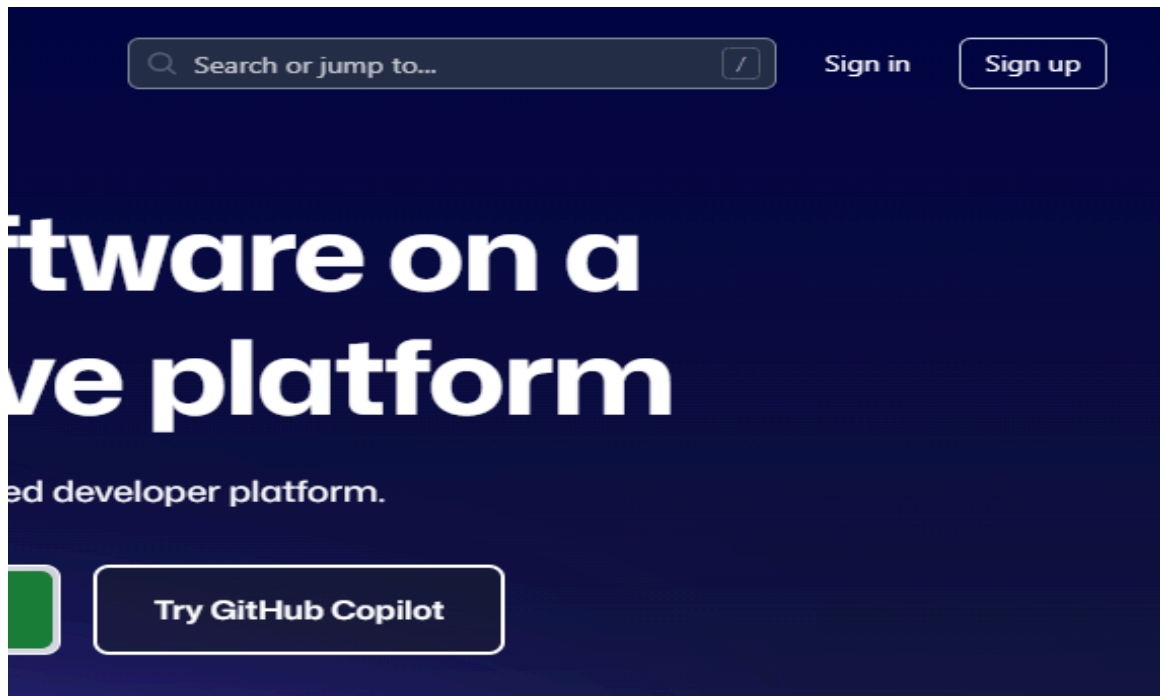 Search or jump to... /
Sign in
Sign up
ftware on a
ve platform
ed developer platform.
Try GitHub Copilot